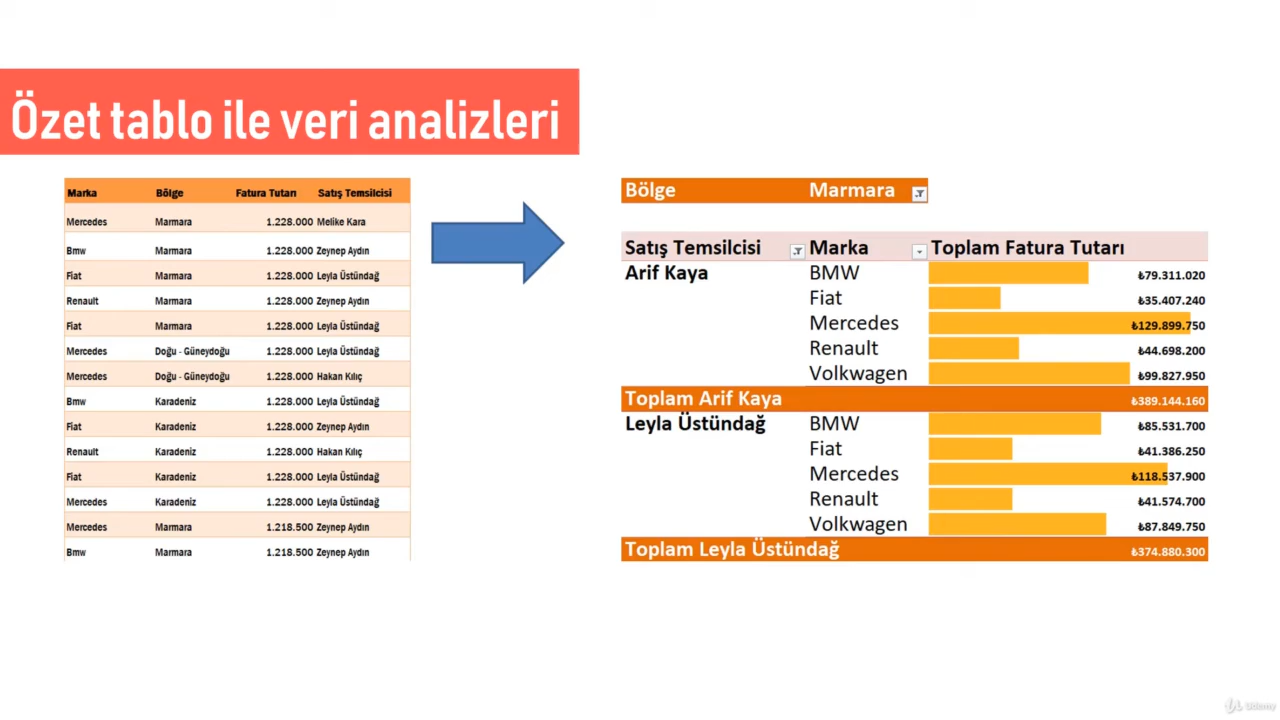 Özet tablo ile veri analizleri
Marka Bölge Fatura Tutarı Satış Temsilcisi
Mercedes Marmara 1.228.000 Melike Kara
Bmw Marmara 1.228.000 Zeynep Aydın
Fiat Marmara 1.228.000 Leyla Üstündağ
Renault Marmara 1.228.000 Zeynep Aydın
Fiat Marmara 1.228.000 Leyla Üstündağ
Mercedes Doğu - Güneydoğu 1.228.000 Leyla Üstündağ
Mercedes Doğu - Güneydoğu 1.228.000 Hakan Kılıç
Bmw Karadeniz 1.228.000 Leyla Üstündağ
Fiat Karadeniz 1.228.000 Zeynep Aydın
Renault Karadeniz 1.228.000 Hakan Kılıç
Fiat Karadeniz 1.228.000 Leyla Üstündağ
Mercedes Karadeniz 1.228.000 Leyla Üstündağ
Mercedes Marmara 1.218.500 Zeynep Aydın
Bmw Marmara 1.218.500 Zeynep Aydın
Bölge Marmara
Satış Temsilcisi Marka Toplam Fatura Tutarı
Arif Kaya BMW ₺79.311.020
Fiat ₺35.407.240
Mercedes ₺129.899.750
Renault ₺44.698.200
Volkwagen ₺99.827.950
Toplam Arif Kaya ₺389.144.160
Leyla Üstündağ BMW ₺85.531.700
Fiat ₺41.386.250
Mercedes ₺118.537.900
Renault ₺41.574.700
Volkwagen ₺87.849.750
Toplam Leyla Üstündağ ₺374.880.300
Udemy